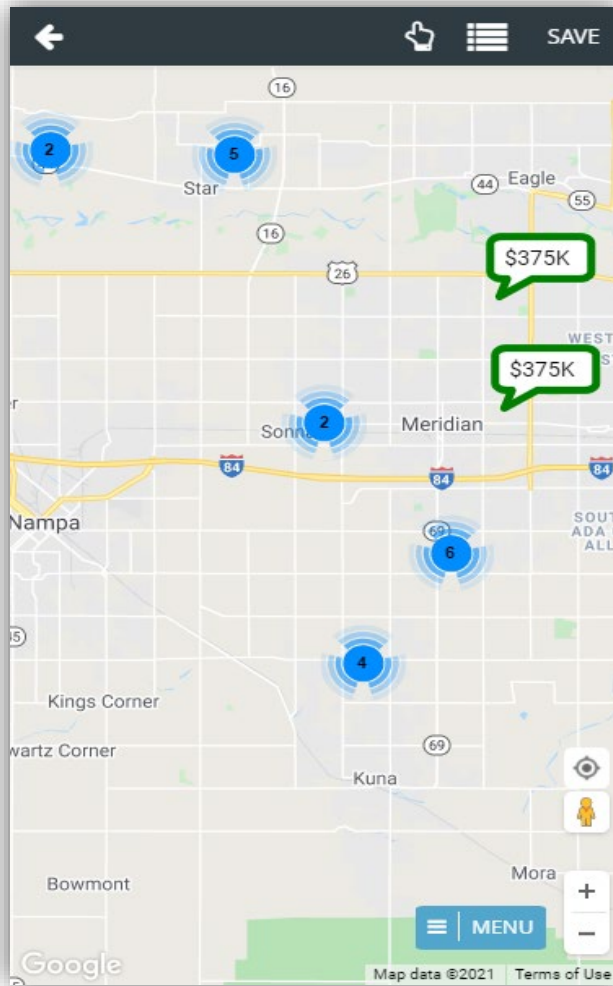 SAVE
16
2
5
Star
44
Eagle
55
16
$375K
26
WEST
$375K
2
Meridian
84
84
84
Nampa
SOUT
ADA
ALL
69
6
4
Kings Corner
wartz Corner
69
Kuna
Mora
Bowmont
MENU
Google
Map data ©2021
Terms of Use